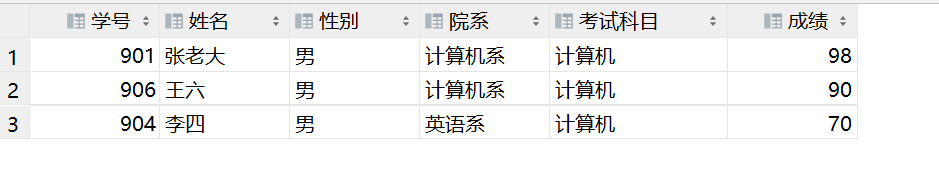 学号 姓名 性别 院系 考试科目 成绩
1 901 张老大 男 计算机系 计算机 98
2 906 王六 男 计算机系 计算机 90
3 904 李四 男 英语系 计算机 70